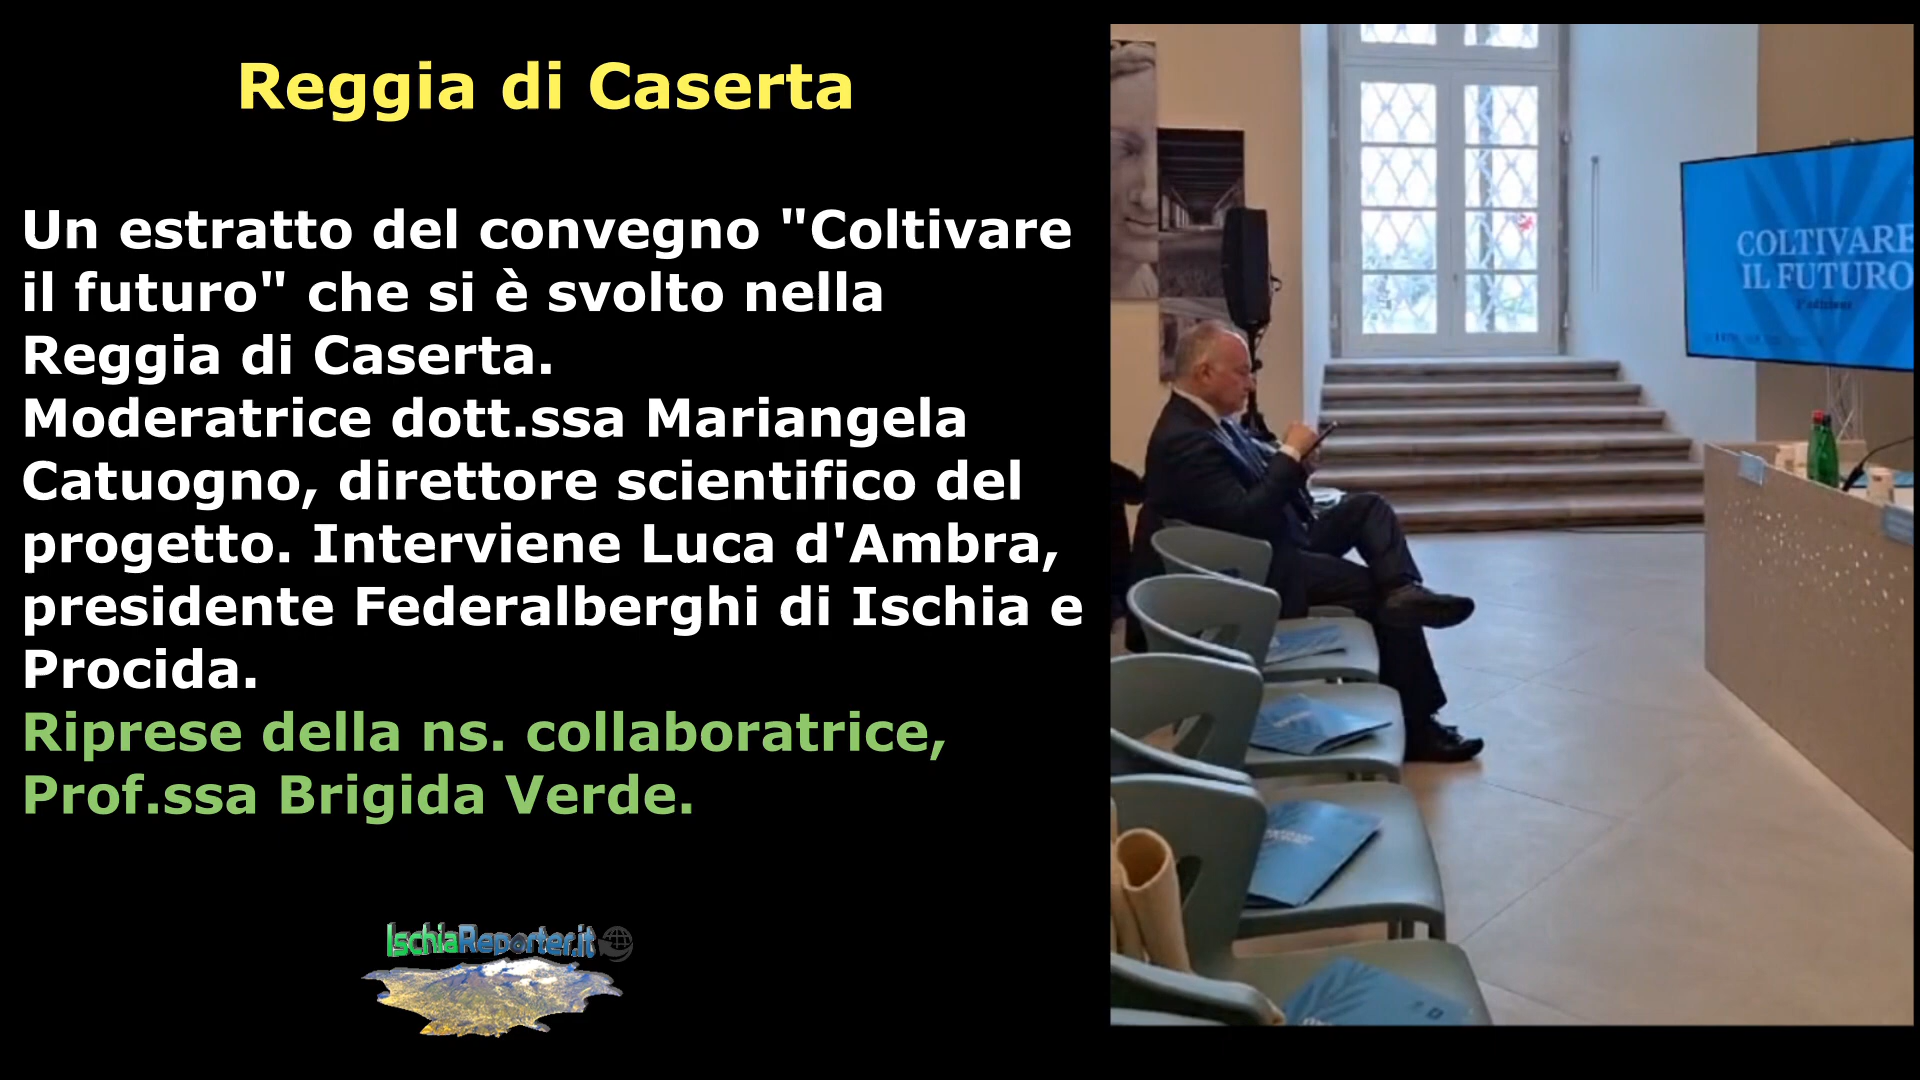 Reggia di Caserta
Un estratto del convegno "Coltivare
il futuro" che si è svolto nella
Reggia di Caserta.
Moderatrice dott.ssa Mariangela
Catuogno, direttore scientifico del
progetto. Interviene Luca d'Ambra,
presidente Federalberghi di Ischia e
Procida.
Riprese della ns. collaboratrice,
Prof.ssa Brigida Verde.
IschiaReporter.it
COLTIVARE
IL FUTURO